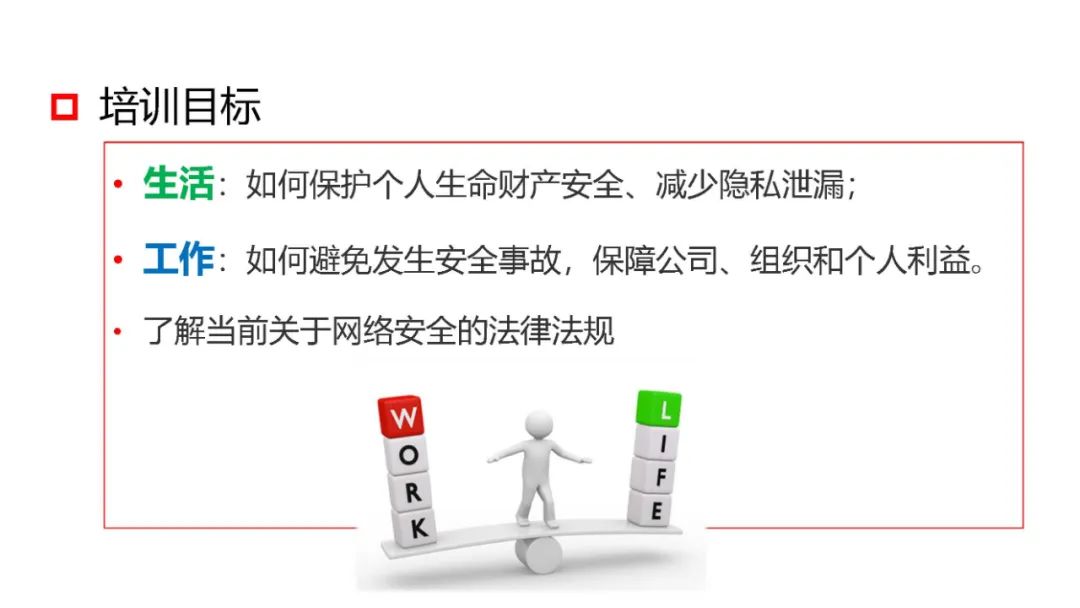 培训目标
• 生活：如何保护个人生命财产安全、减少隐私泄漏；
• 工作：如何避免发生安全事故，保障公司、组织和个人利益。
• 了解当前关于网络安全的法律法规
WORK
LIFE